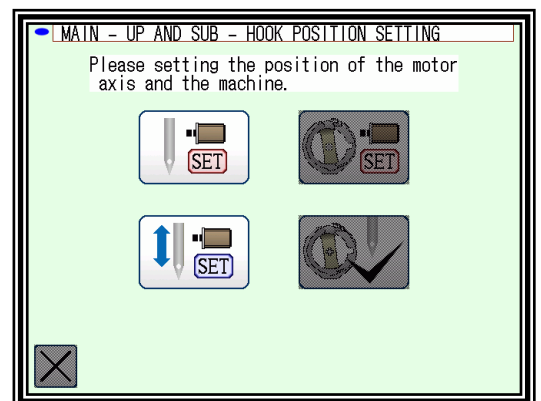 MAIN - UP AND SUB - HOOK POSITION SETTING
Please setting the position of the motor
axis and the machine.
SET
SET
SET